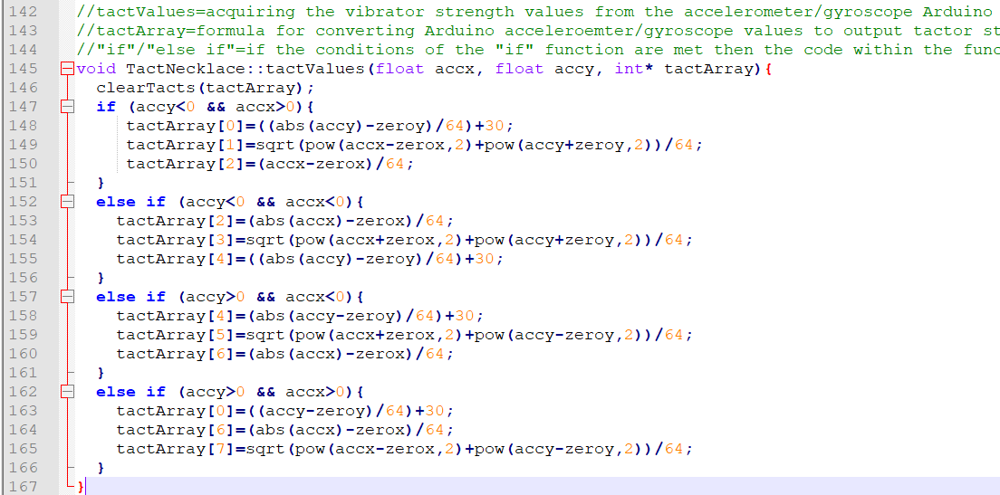 142 //tactValues=acquiring the vibrator strength values from the accelerometer/gyroscope Arduino
143 //tactArray=formula for converting Arduino acceleroemter/gyroscope values to output tactor st
144 //"if"/"else if"=if the conditions of the "if" function are met then the code within the func
145 void TactNecklace::tactValues(float accx, float accy, int* tactArray){
146 clearTacts(tactArray);
147 if (accy<0 && accx>0){
148 tactArray[0]=((abs(accy)-zeroy)/64)+30;
149 tactArray[1]=sqrt(pow(accx-zerox,2)+pow(accy+zeroy,2))/64;
150 tactArray[2]=(accx-zerox)/64;
151 }
152 else if (accy<0 && accx<0){
153 tactArray[2]=(abs(accx)-zerox)/64;
154 tactArray[3]=sqrt(pow(accx+zerox,2)+pow(accy+zeroy,2))/64;
155 tactArray[4]=((abs(accy)-zeroy)/64)+30;
156 }
157 else if (accy>0 && accx<0){
158 tactArray[4]=(abs(accy-zeroy)/64)+30;
159 tactArray[5]=sqrt(pow(accx+zerox,2)+pow(accy-zeroy,2))/64;
160 tactArray[6]=(abs(accx)-zerox)/64;
161 }
162 else if (accy>0 && accx>0){
163 tactArray[0]=((accy-zeroy)/64)+30;
164 tactArray[6]=(abs(accx)-zerox)/64;
165 tactArray[7]=sqrt(pow(accx-zerox,2)+pow(accy-zeroy,2))/64;
166 }
167 }